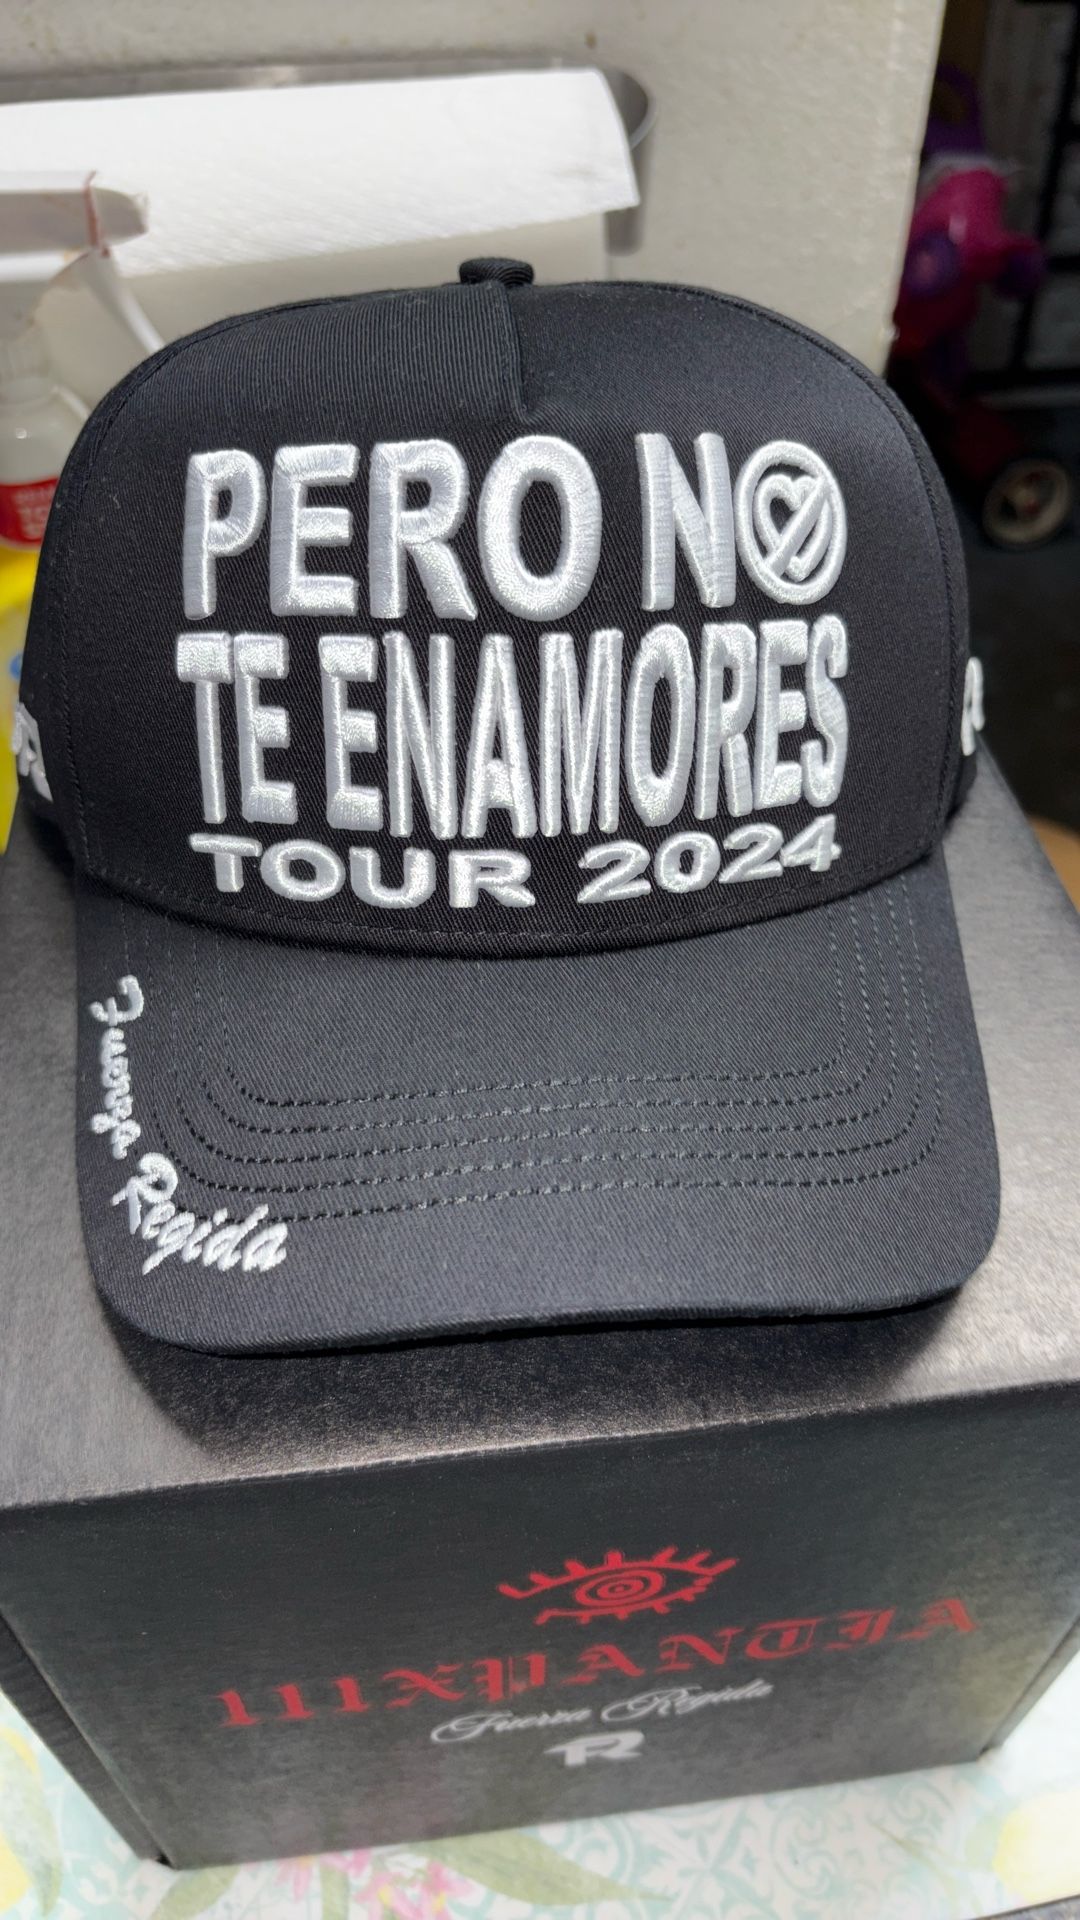 PERO NO
TE ENAMORES
TOUR 2024
Fuerza
Regida
111XPANTIA
Fuerza Regida
R